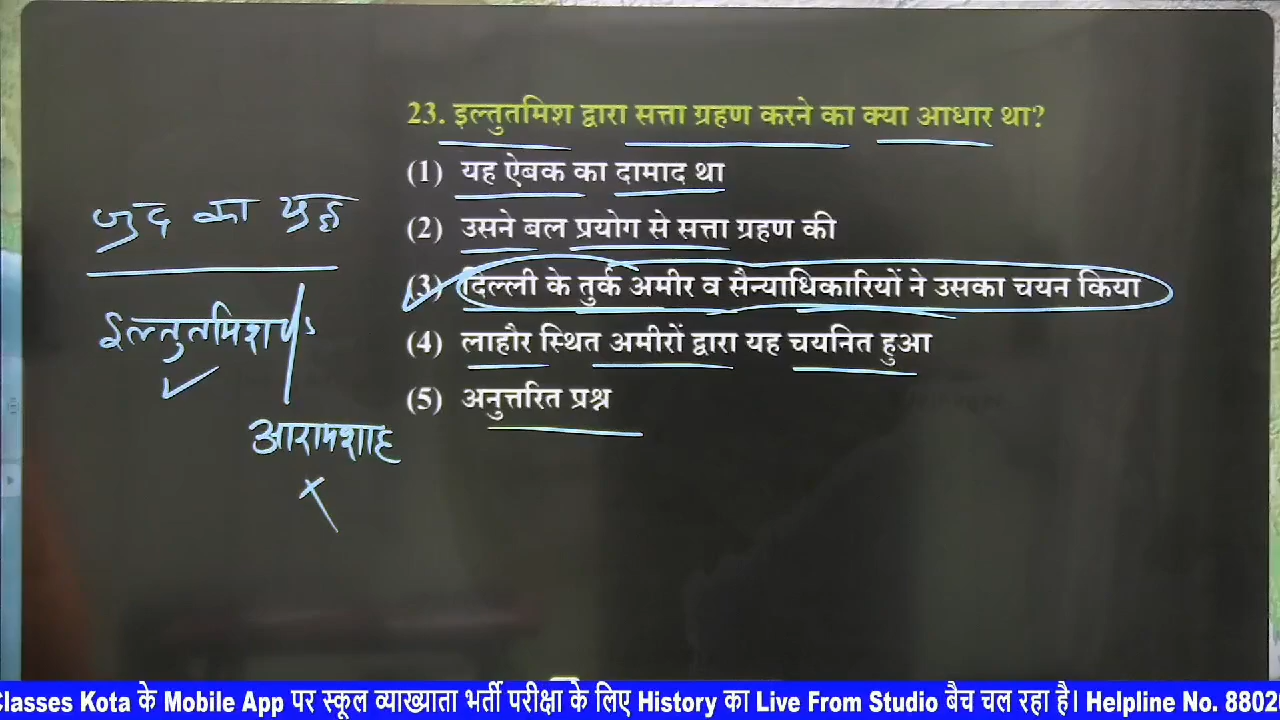 23. इल्तुतमिश द्वारा सत्ता ग्रहण करने का क्या आधार था?
(1) यह ऐबक का दामाद था
(2) उसने बल प्रयोग से सत्ता ग्रहण की
(3) दिल्ली के तुर्क अमीर व सैन्याधिकारियों ने उसका चयन किया
(4) लाहौर स्थित अमीरों द्वारा यह चयनित हुआ
(5) अनुत्तरित प्रश्न
जुद का युद्ध
इल्तुतमिश
आरामशाह
Classes Kota के Mobile App पर स्कूल व्याख्याता भर्ती परीक्षा के लिए History का Live From Studio बैच चल रहा है। Helpline No. 8802